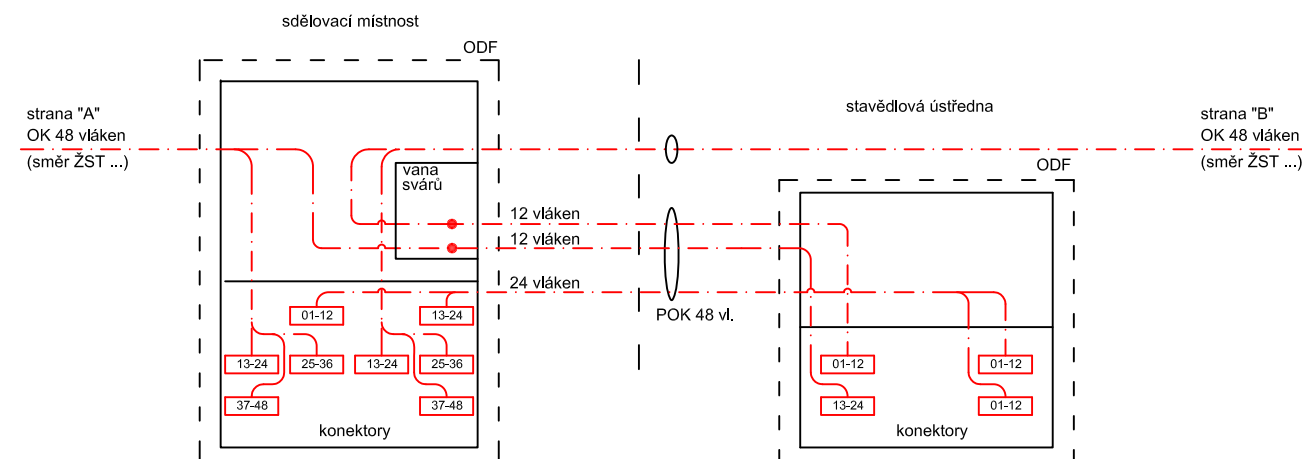 sdělovací místnost
ODF
strana "A"
OK 48 vláken
(směr ŽST ...)
stavědlová ústředna
strana "B"
OK 48 vláken
(směr ŽST ...)
ODF
vana
svárů
12 vláken
12 vláken
24 vláken
POK 48 vl.
01-12
13-24
13-24
25-36
13-24
25-36
37-48
37-48
konektory
01-12
01-12
13-24
01-12
konektory